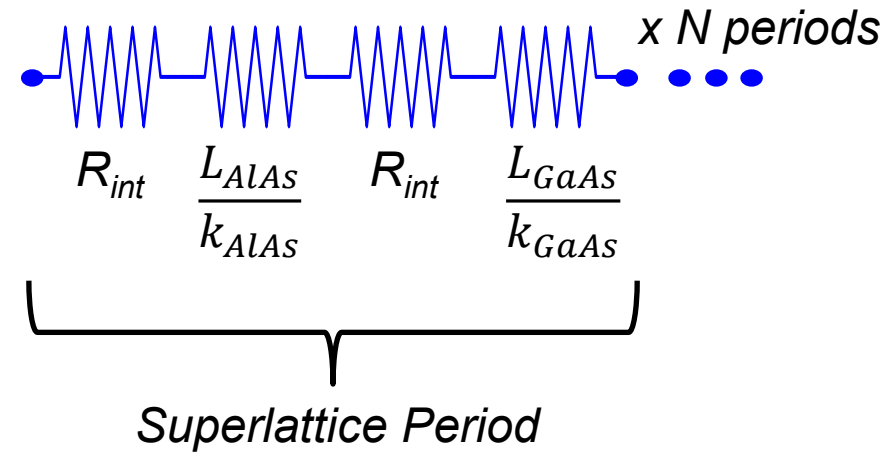 x N periods
R_int L_AlAs/k_AlAs R_int L_GaAs/k_GaAs
Superlattice Period